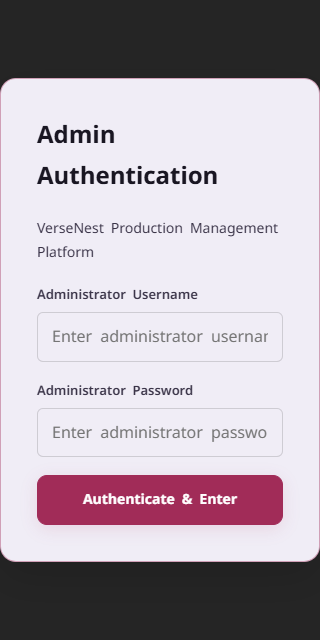 Admin
Authentication
VerseNest Production Management
Platform
Administrator Username
Enter administrator usernar
Administrator Password
Enter administrator passwo
Authenticate & Enter